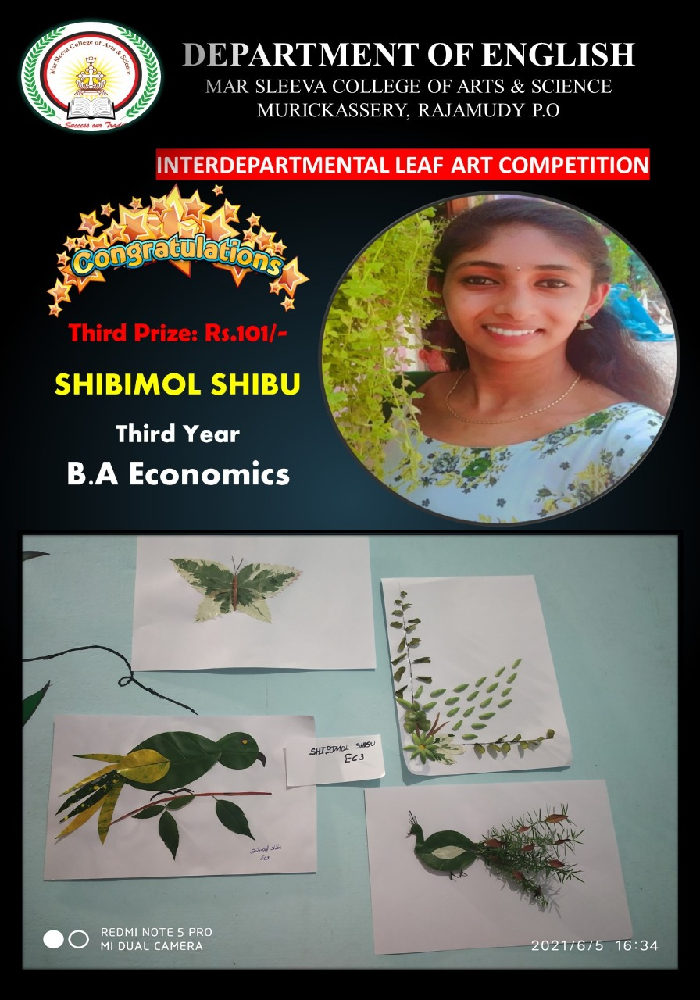 Mar Sleeva College of Arts & Science
Success our
DEPARTMENT OF ENGLISH
MAR SLEEVA COLLEGE OF ARTS & SCIENCE
MURICKASSERY, RAJAMUDY P.O
INTERDEPARTMENTAL LEAF ART COMPETITION
Congratulations
Third Prize: Rs.101/-
SHIBIMOL SHIBU
Third Year
B.A Economics
SHIBIMOL SHIBU
EC3
Shibimol Shibu
EC3
REDMI NOTE 5 PRO
MI DUAL CAMERA
2021/6/5 16:34